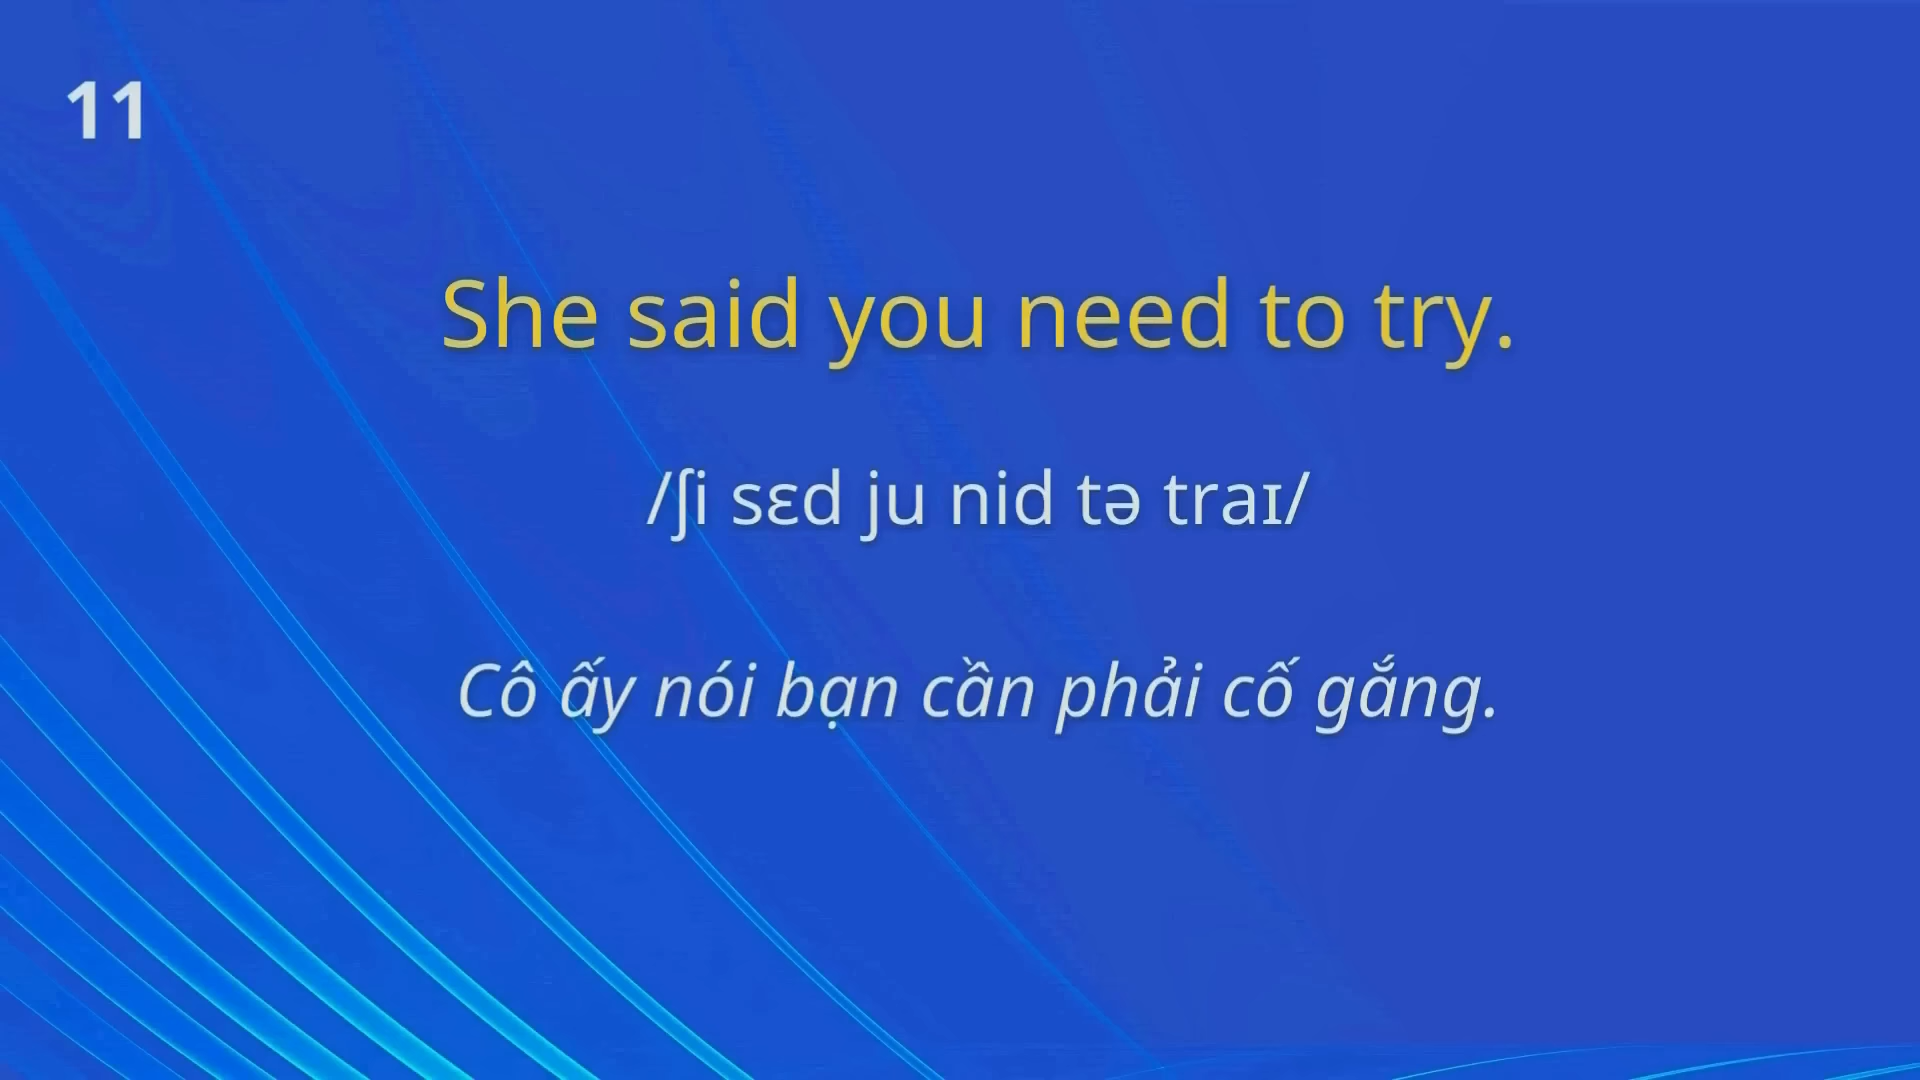 11
She said you need to try.
/ʃi sɛd ju nid tə traɪ/
Cô ấy nói bạn cần phải cố gắng.